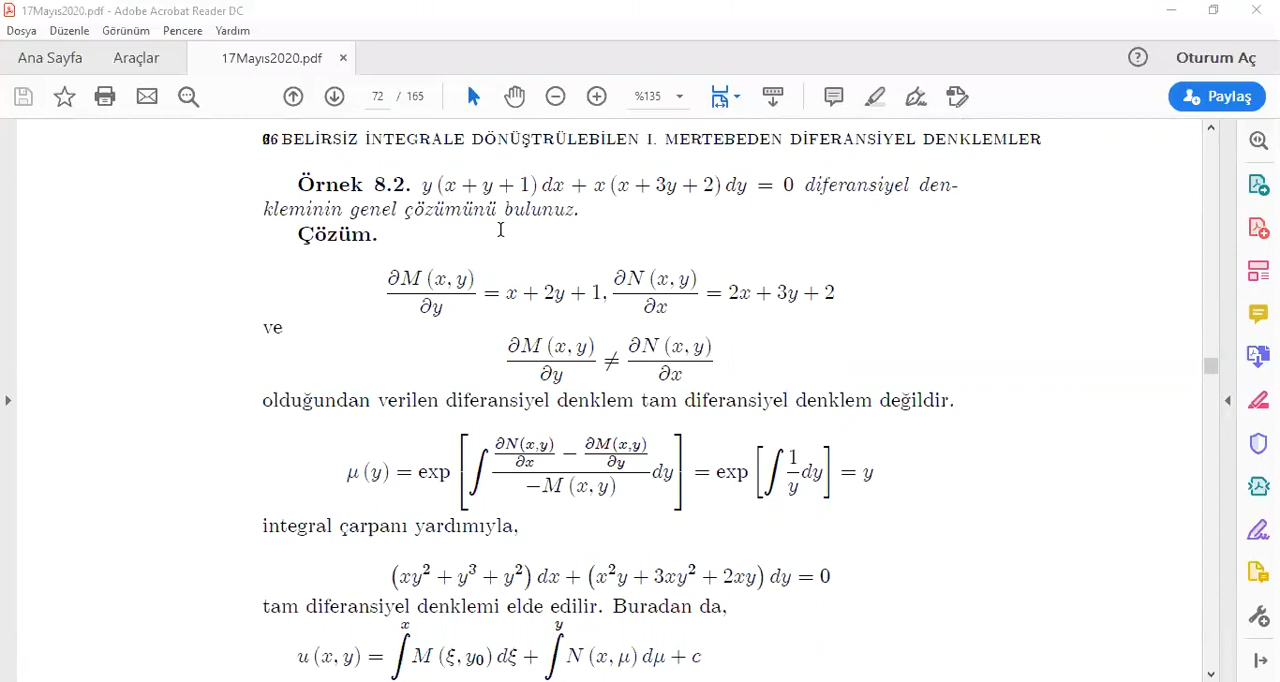 17Mayıs2020.pdf - Adobe Acrobat Reader DC
Dosya Düzenle Görünüm Pencere Yardım
Ana Sayfa Araçlar 17Mayıs2020.pdf × Oturum Aç
72 / 165 %135 Paylaş
66 BELİRSİZ İNTEGRALE DÖNÜŞTRÜLEBİLEN I. MERTEBEDEN DİFERANSİYEL DENKLEMLER
Örnek 8.2. y (x + y + 1) dx + x (x + 3y + 2) dy = 0 diferansiyel den-
kleminin genel çözümünü bulunuz.
Çözüm.
∂M (x, y)/∂y = x + 2y + 1, ∂N (x, y)/∂x = 2x + 3y + 2
ve
∂M (x, y)/∂y ≠ ∂N (x, y)/∂x
olduğundan verilen diferansiyel denklem tam diferansiyel denklem değildir.
μ (y) = exp [∫ (∂N(x,y)/∂x − ∂M(x,y)/∂y)/(−M (x, y)) dy] = exp [∫ 1/y dy] = y
integral çarpanı yardımıyla,
(xy² + y³ + y²) dx + (x²y + 3xy² + 2xy) dy = 0
tam diferansiyel denklemi elde edilir. Buradan da,
u (x, y) = ∫ˣ M (ξ, y₀) dξ + ∫ʸ N (x, μ) dμ + c